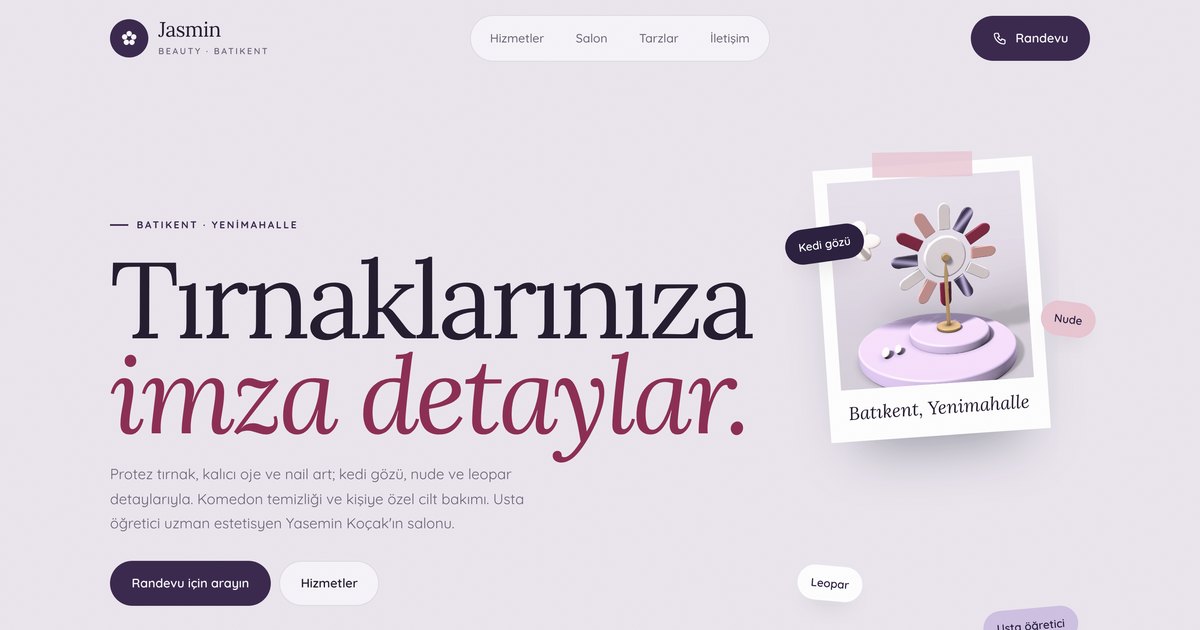 Jasmin
BEAUTY · BATIKENT
Hizmetler
Salon
Tarzlar
İletişim
Randevu
BATIKENT · YENİMAHALLE
Tırnaklarınıza
imza detaylar.
Protez tırnak, kalıcı oje ve nail art; kedi gözü, nude ve leopar
detaylarıyla. Komedon temizliği ve kişiye özel cilt bakımı. Usta
öğretici uzman estetisyen Yasemin Koçak'ın salonu.
Randevu için arayın
Hizmetler
Kedi gözü
Nude
Batıkent, Yenimahalle
Leopar
Usta öğretici